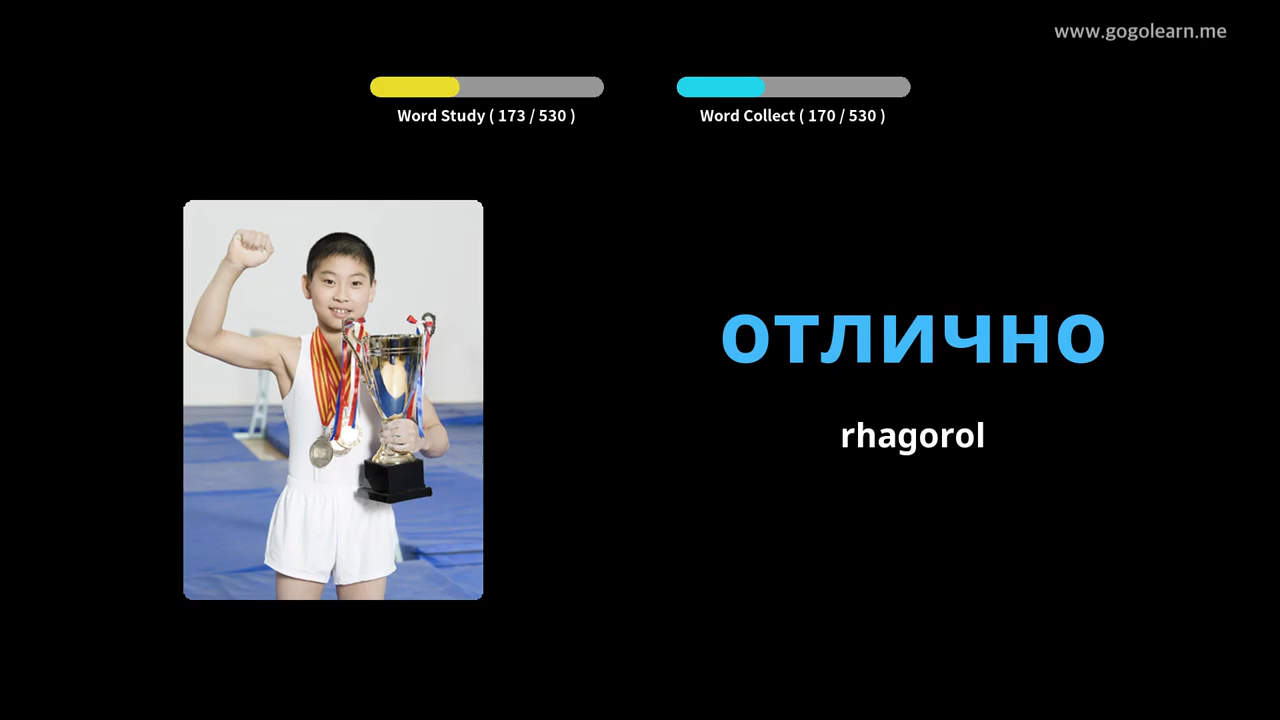 www.gogolearn.me
Word Study ( 173 / 530 )
Word Collect ( 170 / 530 )
отлично
rhagorol